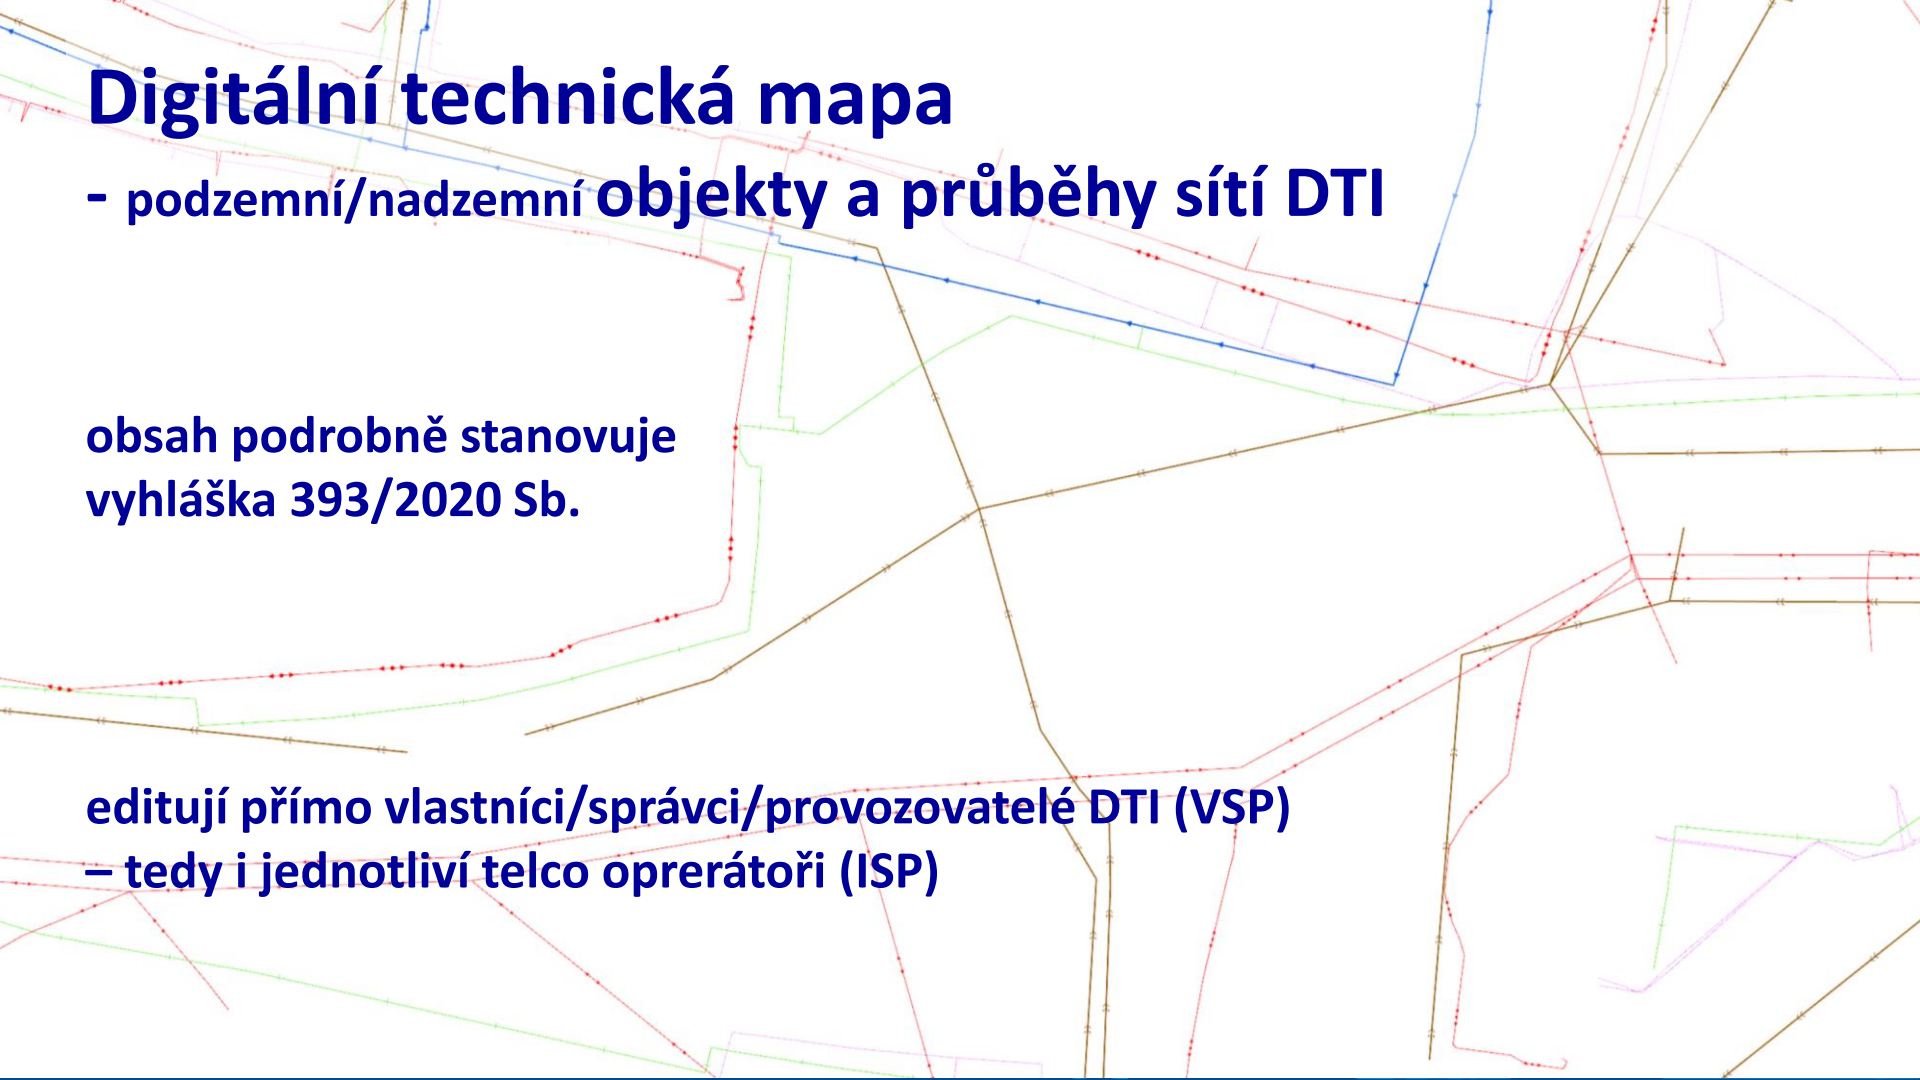 Digitální technická mapa
- podzemní/nadzemní objekty a průběhy sítí DTI
obsah podrobně stanovuje
vyhláška 393/2020 Sb.
editují přímo vlastníci/správci/provozovatelé DTI (VSP)
– tedy i jednotliví telco oprerátoři (ISP)